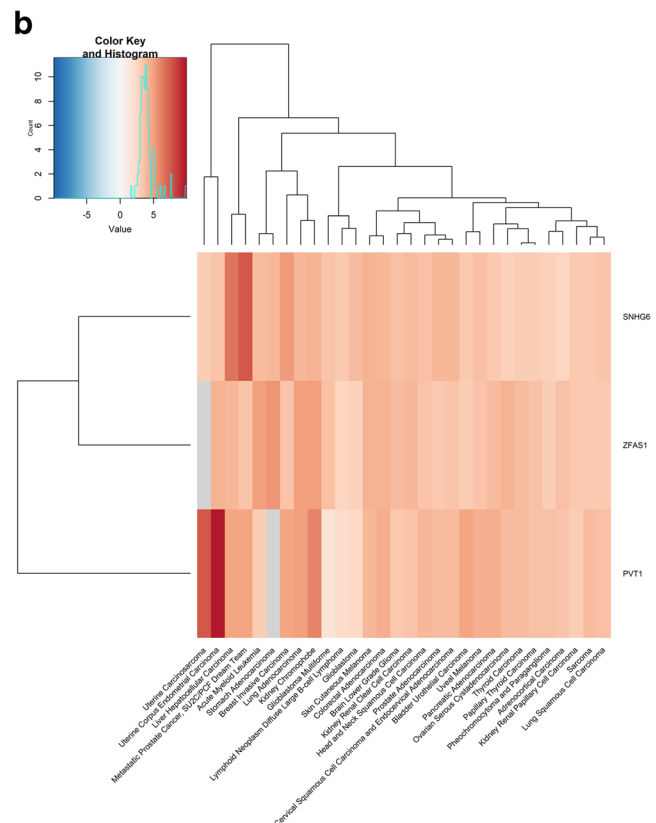 b
Color Key
and Histogram
10
8
6
4
2
0
Count
-5
0
5
Value
SNHG6
ZFAS1
PVT1
Uterine Carcinosarcoma
Uterine Corpus Endometrial Carcinoma
Liver Hepatocellular Carcinoma
Metastatic Prostate Cancer, SU2C/PCF Dream Team
Acute Myeloid Leukemia
Stomach Adenocarcinoma
Breast Invasive Carcinoma
Lung Adenocarcinoma
Kidney Chromophobe
Glioblastoma Multiforme
Lymphoid Neoplasm Diffuse Large B-cell Lymphoma
Glioblastoma
Skin Cutaneous Melanoma
Colorectal Adenocarcinoma
Brain Lower Grade Glioma
Kidney Renal Clear Cell Carcinoma
Head and Neck Squamous Cell Carcinoma
Prostate Adenocarcinoma
Cervical Squamous Cell Carcinoma and Endocervical Adenocarcinoma
Bladder Urothelial Carcinoma
Uveal Melanoma
Pancreatic Adenocarcinoma
Ovarian Serous Cystadenocarcinoma
Thyroid Carcinoma
Papillary Thyroid Carcinoma
Pheochromocytoma and Paraganglioma
Adrenocortical Carcinoma
Kidney Renal Papillary Cell Carcinoma
Sarcoma
Lung Squamous Cell Carcinoma